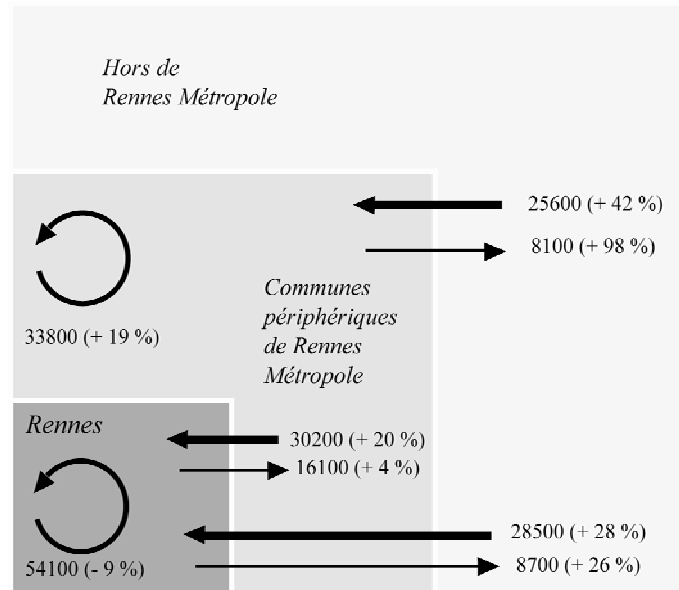 Hors de
Rennes Métropole
25600 (+ 42 %)
8100 (+ 98 %)
Communes
périphériques
de Rennes
Métropole
33800 (+ 19 %)
Rennes
30200 (+ 20 %)
16100 (+ 4 %)
28500 (+ 28 %)
8700 (+ 26 %)
54100 (- 9 %)